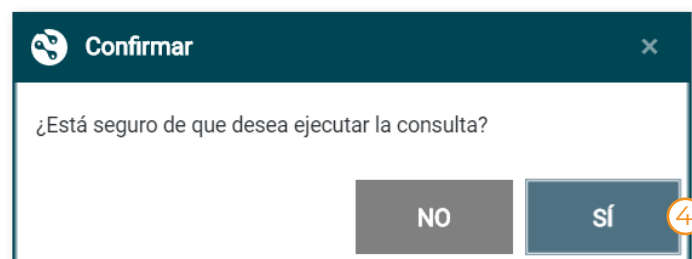 Confirmar ×
¿Está seguro de que desea ejecutar la consulta?
NO SÍ 4